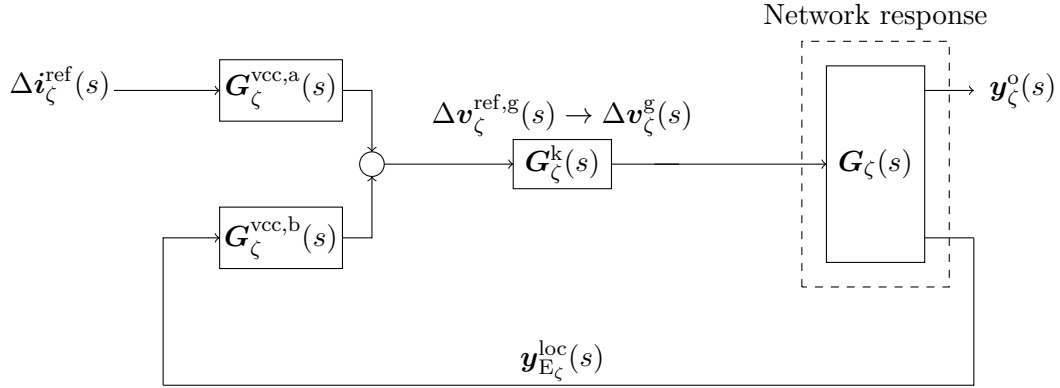 Network response
Δi_ζ^ref(s)
G_ζ^vcc,a(s)
y_ζ^o(s)
Δv_ζ^ref,g(s) → Δv_ζ^g(s)
G_ζ^k(s)
G_ζ(s)
G_ζ^vcc,b(s)
y_E_ζ^loc(s)